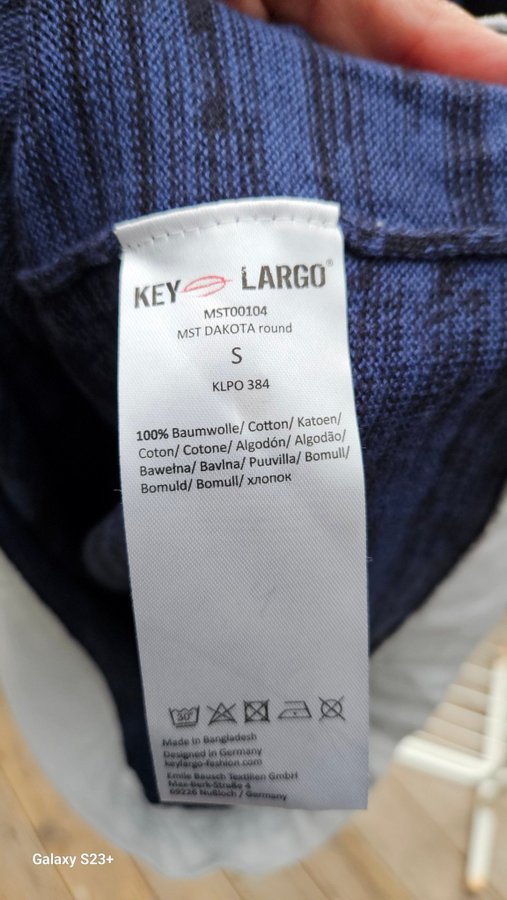 KEY LARGO®
MST00104
MST DAKOTA round
S
KLPO 384
100% Baumwolle/ Cotton/ Katoen/
Coton/ Cotone/ Algodón/ Algodão/
Bawełna/ Bavlna/ Puuvilla/ Bomull/
Bomuld/ Bomull/ хлопок
30°
Made in Bangladesh
Designed in Germany
keylargo-fashion.com
Emile Bausch Textilien GmbH
Max-Berk-Straße 4
69226 Nußloch / Germany
Galaxy S23+